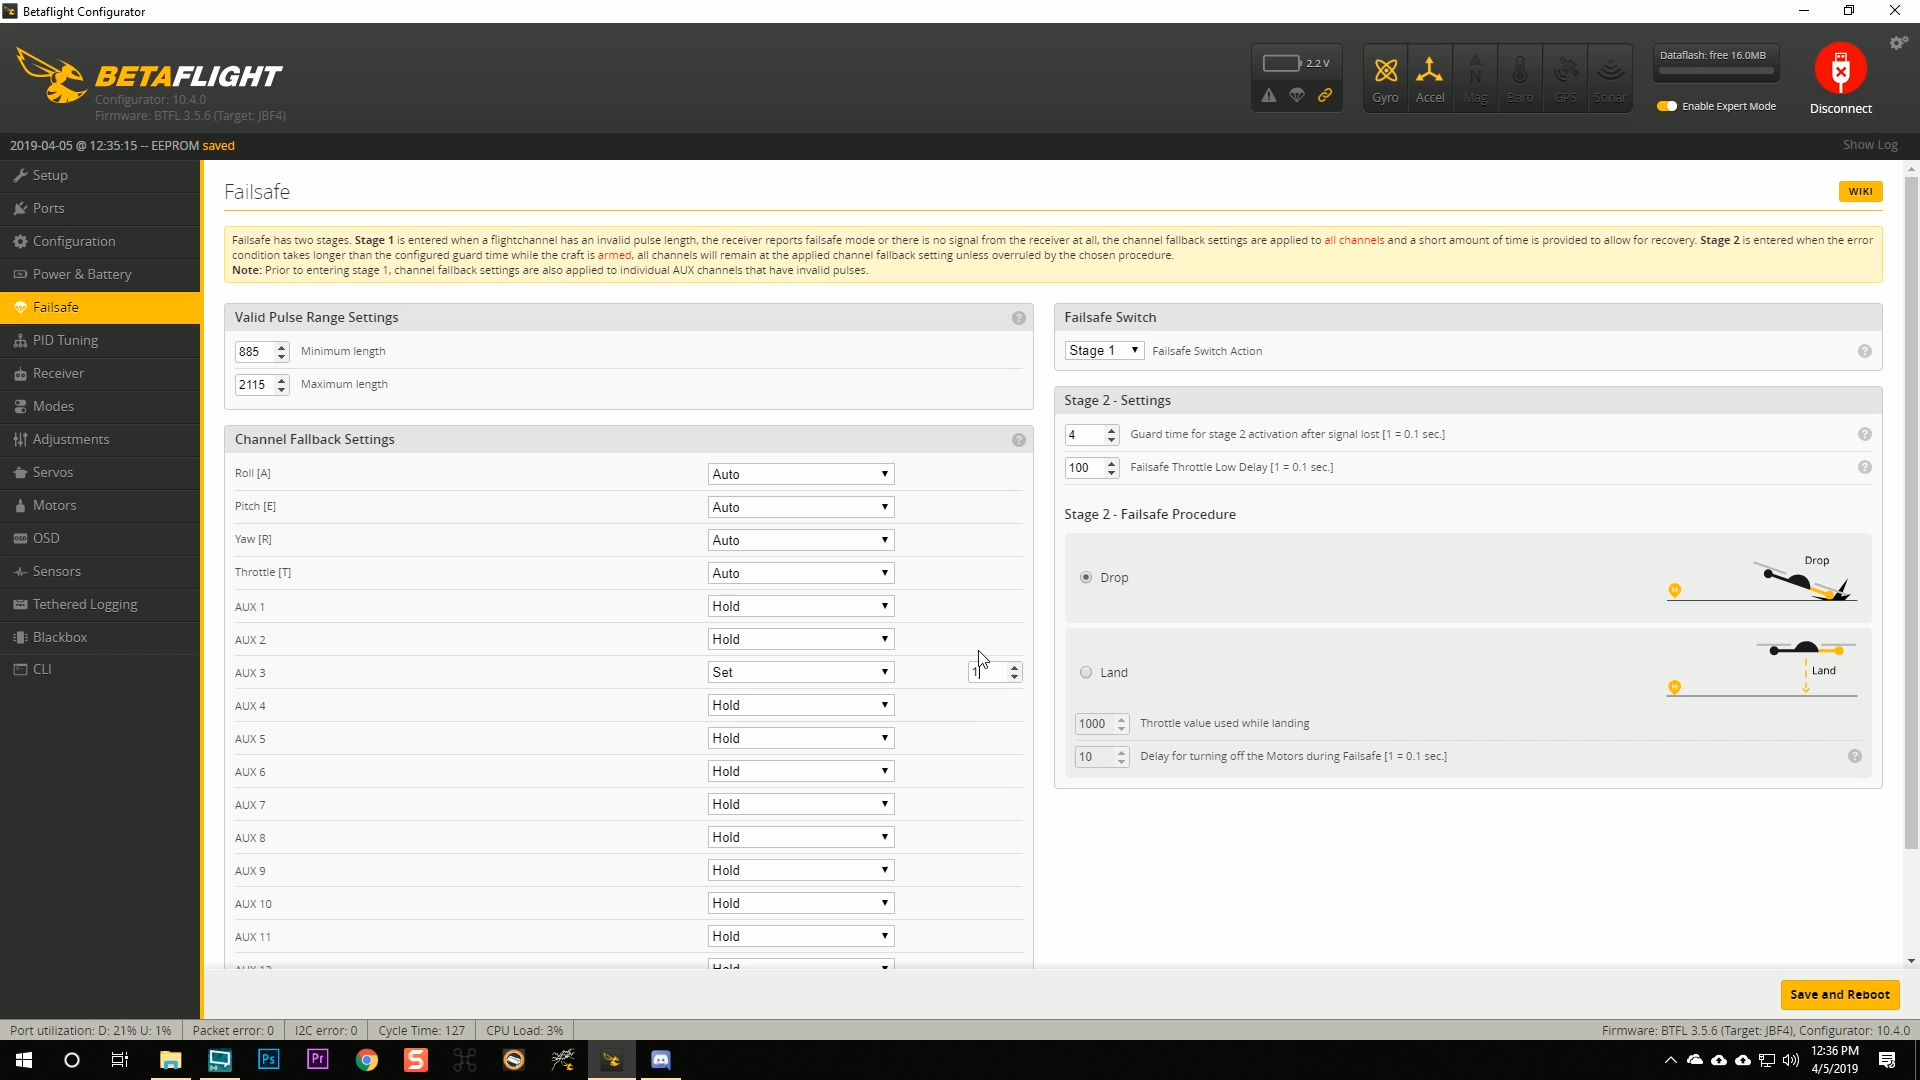 Betaflight Configurator
BETAFLIGHT
Configurator: 10.4.0
Firmware: BTFL 3.5.6 (Target: JBF4)
2.2 V
Gyro Accel Mag Baro GPS Sonar
Dataflash: free 16.0MB
Enable Expert Mode
Disconnect
2019-04-05 @ 12:35:15 -- EEPROM saved
Show Log
Setup
Ports
Configuration
Power & Battery
Failsafe
PID Tuning
Receiver
Modes
Adjustments
Servos
Motors
OSD
Sensors
Tethered Logging
Blackbox
CLI
Failsafe
WIKI
Failsafe has two stages. Stage 1 is entered when a flightchannel has an invalid pulse length, the receiver reports failsafe mode or there is no signal from the receiver at all, the channel fallback settings are applied to all channels and a short amount of time is provided to allow for recovery. Stage 2 is entered when the error
condition takes longer than the configured guard time while the craft is armed, all channels will remain at the applied channel fallback setting unless overruled by the chosen procedure.
Note: Prior to entering stage 1, channel fallback settings are also applied to individual AUX channels that have invalid pulses.
Valid Pulse Range Settings
885 Minimum length
2115 Maximum length
Channel Fallback Settings
Roll [A] Auto
Pitch [E] Auto
Yaw [R] Auto
Throttle [T] Auto
AUX 1 Hold
AUX 2 Hold
AUX 3 Set 1
AUX 4 Hold
AUX 5 Hold
AUX 6 Hold
AUX 7 Hold
AUX 8 Hold
AUX 9 Hold
AUX 10 Hold
AUX 11 Hold
AUX 12 Hold
Failsafe Switch
Stage 1 Failsafe Switch Action
Stage 2 - Settings
4 Guard time for stage 2 activation after signal lost [1 = 0.1 sec.]
100 Failsafe Throttle Low Delay [1 = 0.1 sec.]
Stage 2 - Failsafe Procedure
Drop
Drop
Land
Land
1000 Throttle value used while landing
10 Delay for turning off the Motors during Failsafe [1 = 0.1 sec.]
Save and Reboot
Port utilization: D: 21% U: 1% Packet error: 0 I2C error: 0 Cycle Time: 127 CPU Load: 3%
Firmware: BTFL 3.5.6 (Target: JBF4), Configurator: 10.4.0
Ps
Pr
S
12:36 PM
4/5/2019